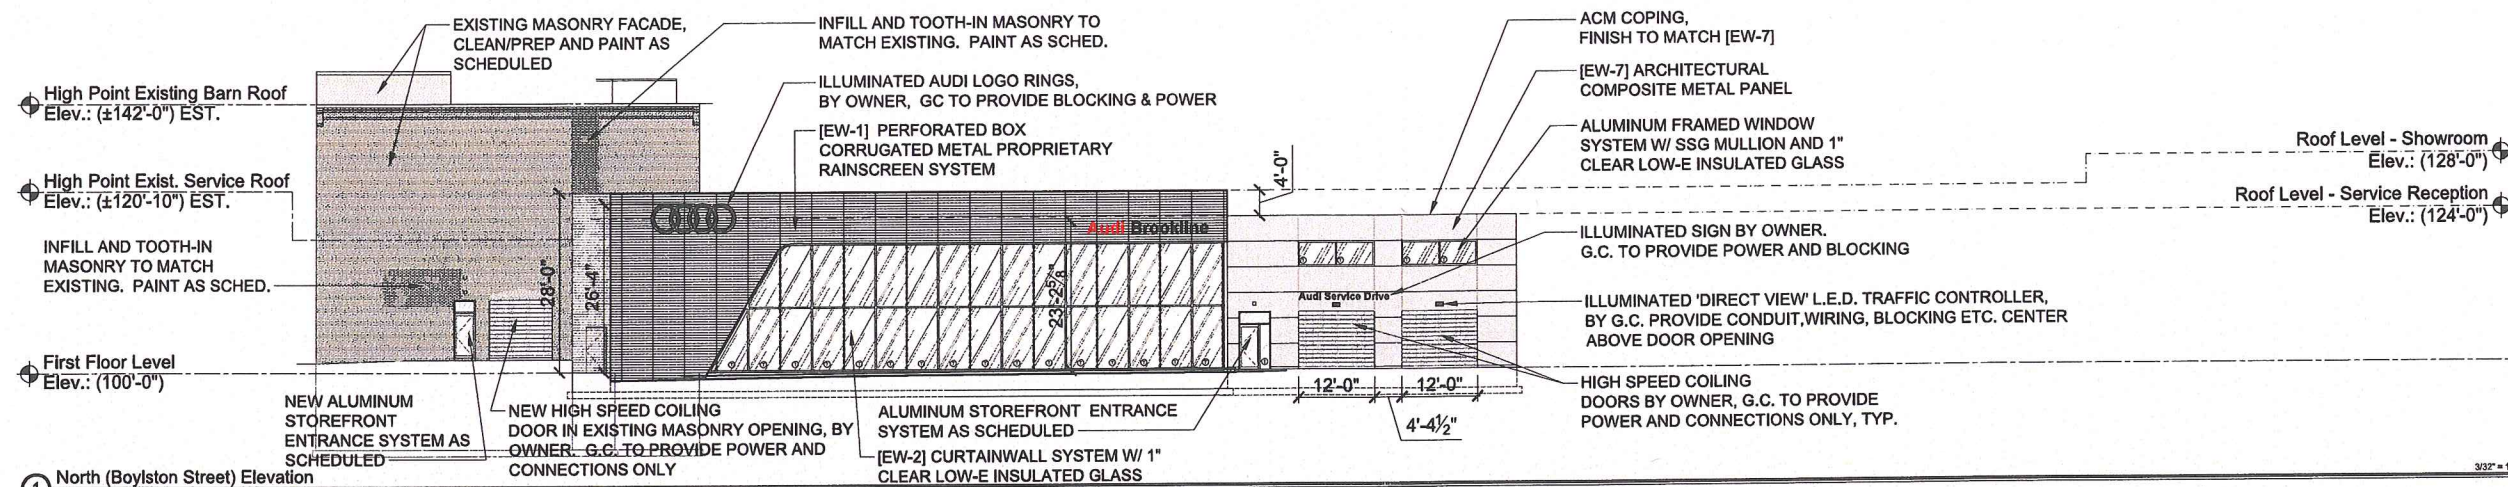 EXISTING MASONRY FACADE,
CLEAN/PREP AND PAINT AS
SCHEDULED
INFILL AND TOOTH-IN MASONRY TO
MATCH EXISTING. PAINT AS SCHED.
ILLUMINATED AUDI LOGO RINGS,
BY OWNER, GC TO PROVIDE BLOCKING & POWER
[EW-1] PERFORATED BOX
CORRUGATED METAL PROPRIETARY
RAINSCREEN SYSTEM
ACM COPING,
FINISH TO MATCH [EW-7]
[EW-7] ARCHITECTURAL
COMPOSITE METAL PANEL
ALUMINUM FRAMED WINDOW
SYSTEM W/ SSG MULLION AND 1"
CLEAR LOW-E INSULATED GLASS
Roof Level - Showroom
Elev.: (128'-0")
Roof Level - Service Reception
Elev.: (124'-0")
High Point Existing Barn Roof
Elev.: (±142'-0") EST.
High Point Exist. Service Roof
Elev.: (±120'-10") EST.
INFILL AND TOOTH-IN
MASONRY TO MATCH
EXISTING. PAINT AS SCHED.
First Floor Level
Elev.: (100'-0")
28'-0"
26'-4"
23'-2 5/8"
4'-0"
Audi Brookline
Audi Service Drive
ILLUMINATED SIGN BY OWNER.
G.C. TO PROVIDE POWER AND BLOCKING
ILLUMINATED 'DIRECT VIEW' L.E.D. TRAFFIC CONTROLLER,
BY G.C. PROVIDE CONDUIT,WIRING, BLOCKING ETC. CENTER
ABOVE DOOR OPENING
HIGH SPEED COILING
DOORS BY OWNER, G.C. TO PROVIDE
POWER AND CONNECTIONS ONLY, TYP.
12'-0"
12'-0"
4'-4½"
NEW ALUMINUM
STOREFRONT
ENTRANCE SYSTEM AS
SCHEDULED
NEW HIGH SPEED COILING
DOOR IN EXISTING MASONRY OPENING, BY
OWNER. G.C. TO PROVIDE POWER AND
CONNECTIONS ONLY
ALUMINUM STOREFRONT ENTRANCE
SYSTEM AS SCHEDULED
[EW-2] CURTAINWALL SYSTEM W/ 1"
CLEAR LOW-E INSULATED GLASS
1 North (Boylston Street) Elevation
3/32" =